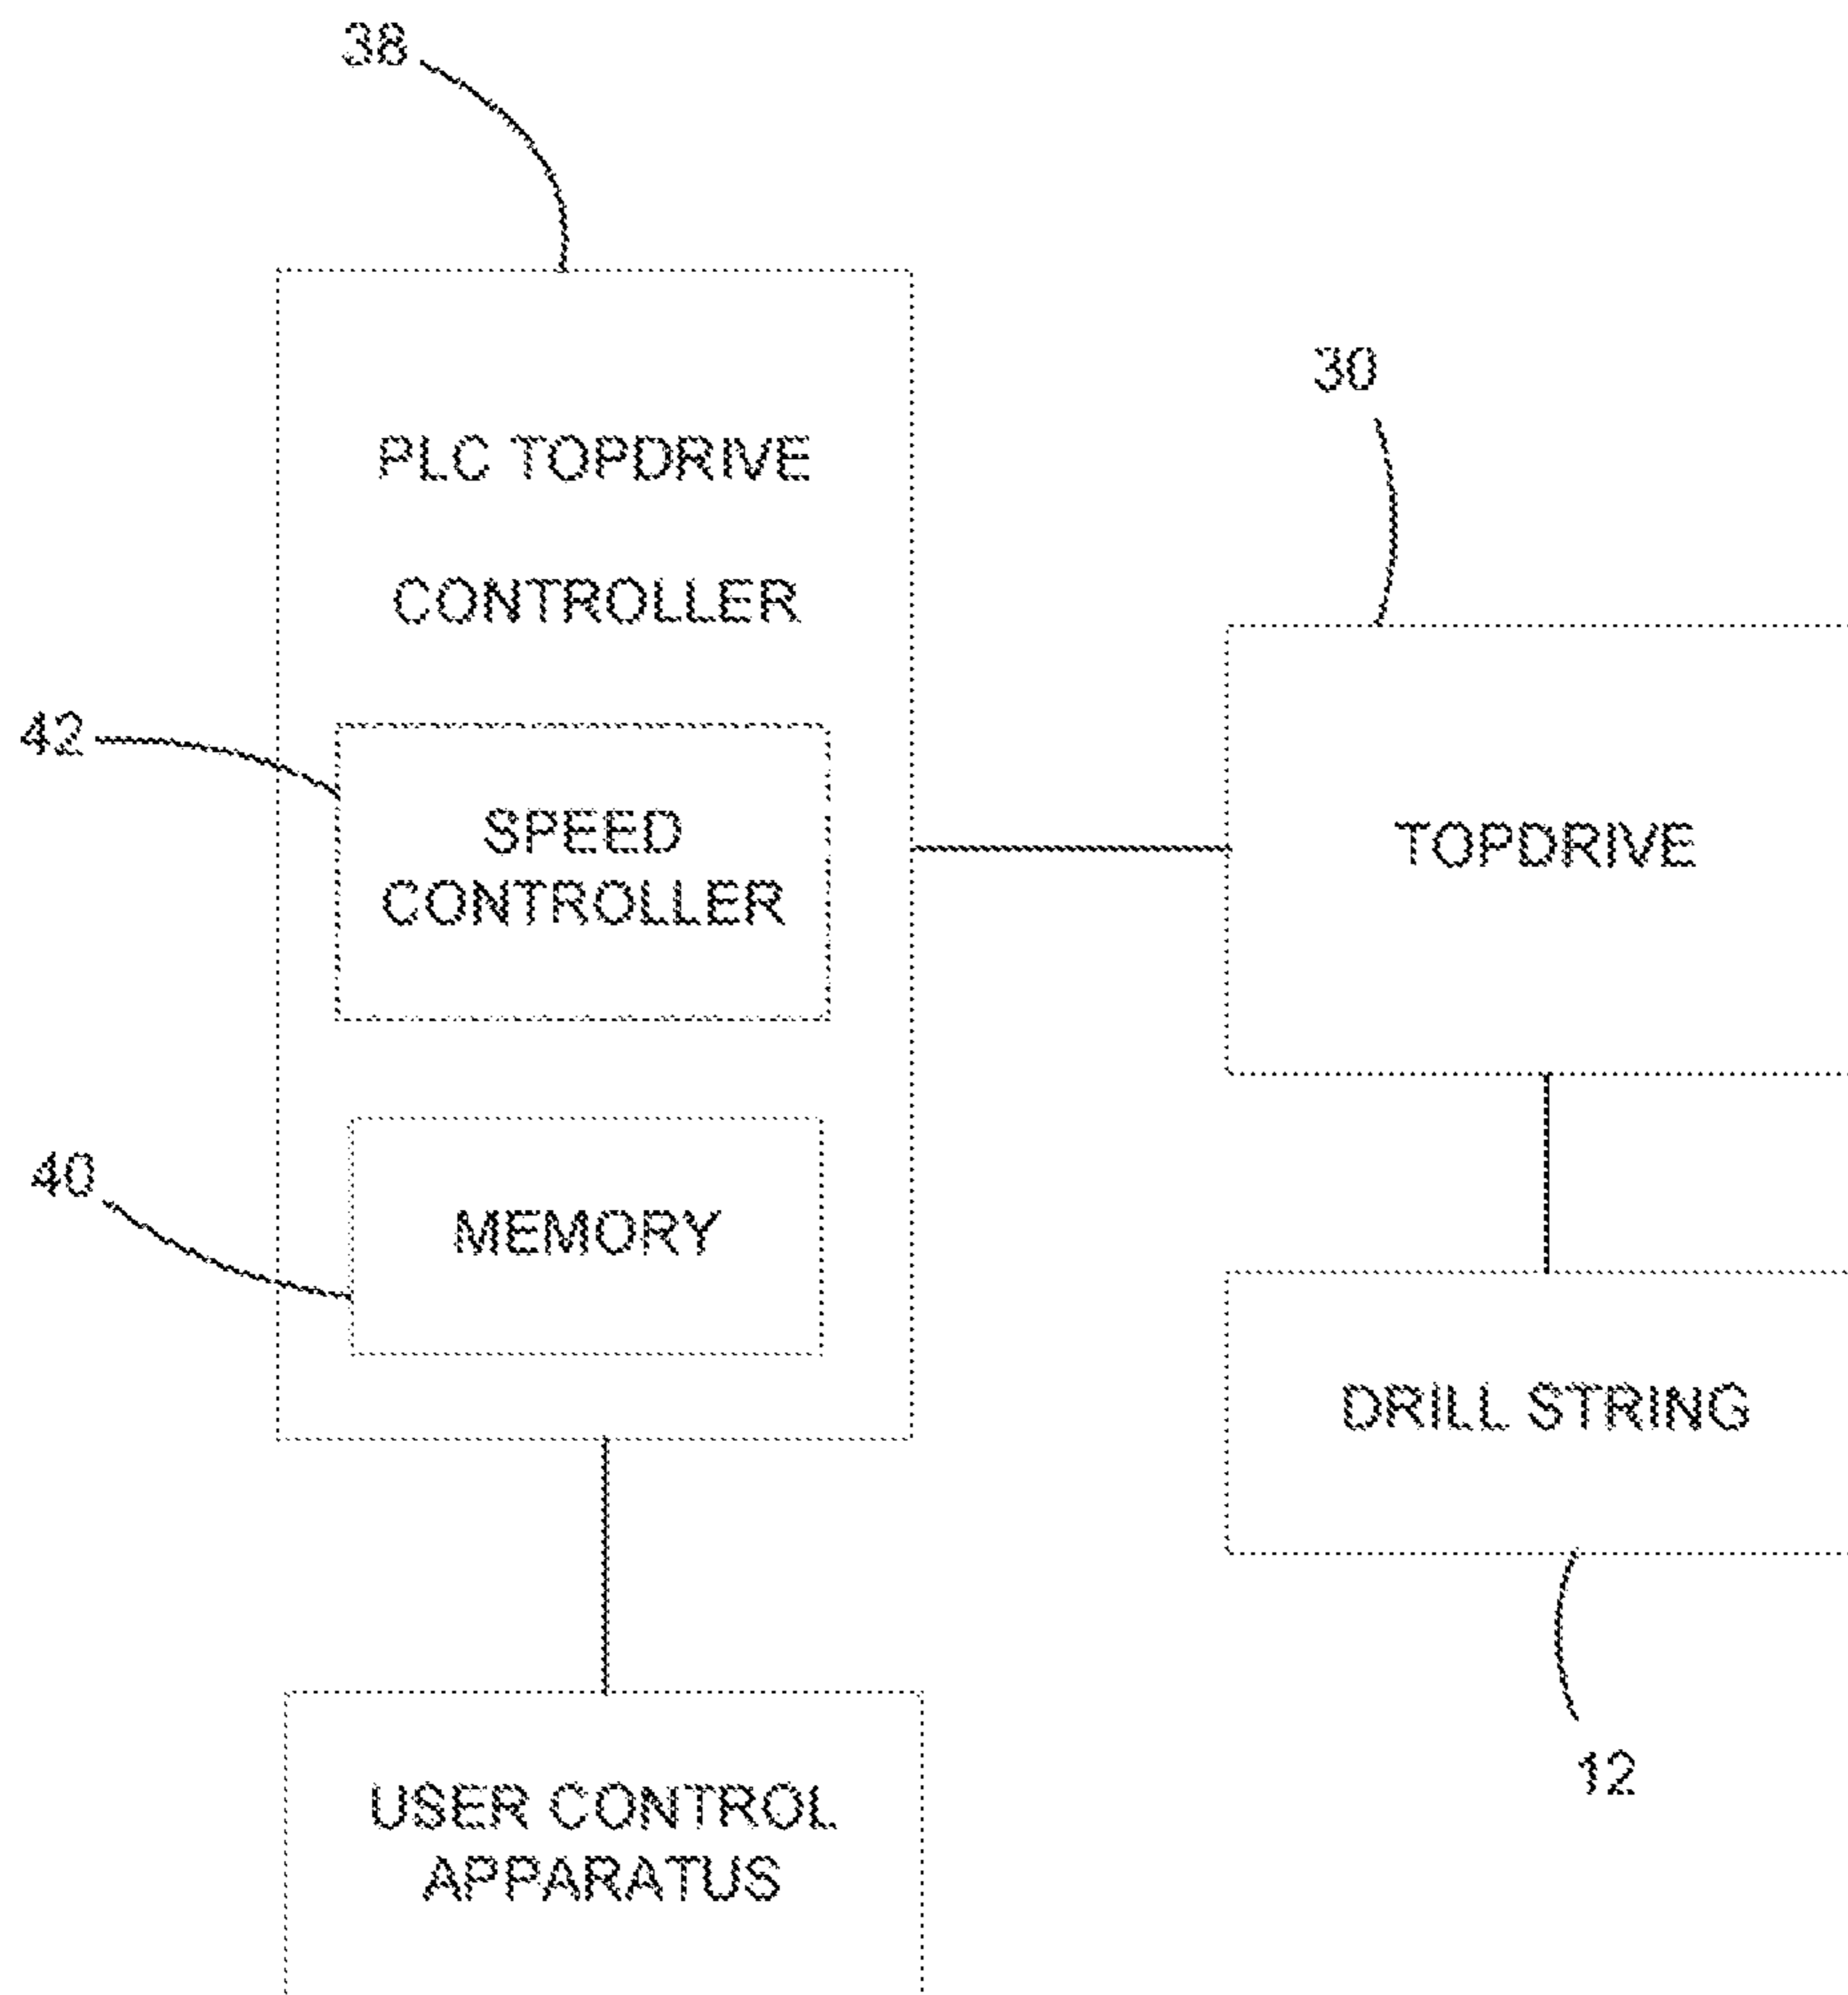 38
PLC TOPDRIVE
CONTROLLER
42
SPEED
CONTROLLER
40
MEMORY
USER CONTROL
APPARATUS
30
TOPDRIVE
DRILL STRING
12